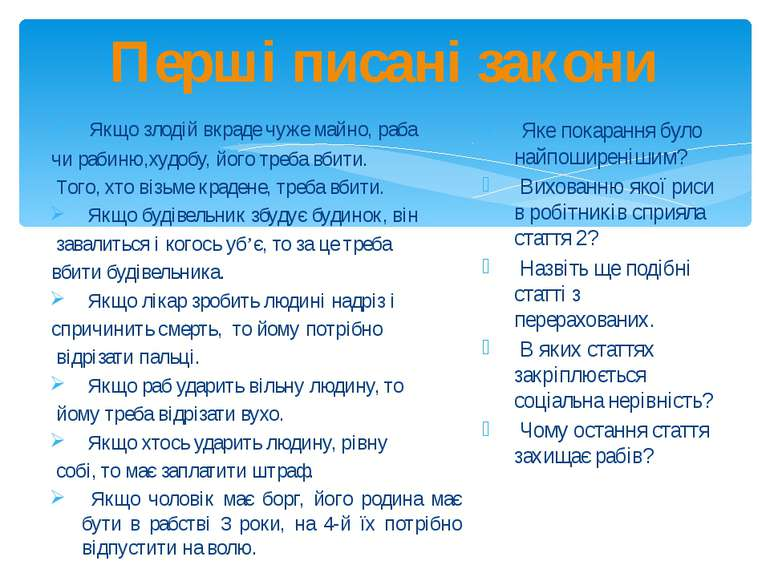 Перші писані закони
Якщо злодій вкраде чуже майно, раба
чи рабиню,худобу, його треба вбити.
Того, хто візьме крадене, треба вбити.
Якщо будівельник збудує будинок, він
завалиться і когось уб’є, то за це треба
вбити будівельника.
Якщо лікар зробить людині надріз і
спричинить смерть, то йому потрібно
відрізати пальці.
Якщо раб ударить вільну людину, то
йому треба відрізати вухо.
Якщо хтось ударить людину, рівну
собі, то має заплатити штраф.
Якщо чоловік має борг, його родина має
бути в рабстві 3 роки, на 4-й їх потрібно
відпустити на волю.
Яке покарання було
найпоширенішим?
Вихованню якої риси
в робітників сприяла
стаття 2?
Назвіть ще подібні
статті з
перерахованих.
В яких статтях
закріплюється
соціальна нерівність?
Чому остання стаття
захищає рабів?